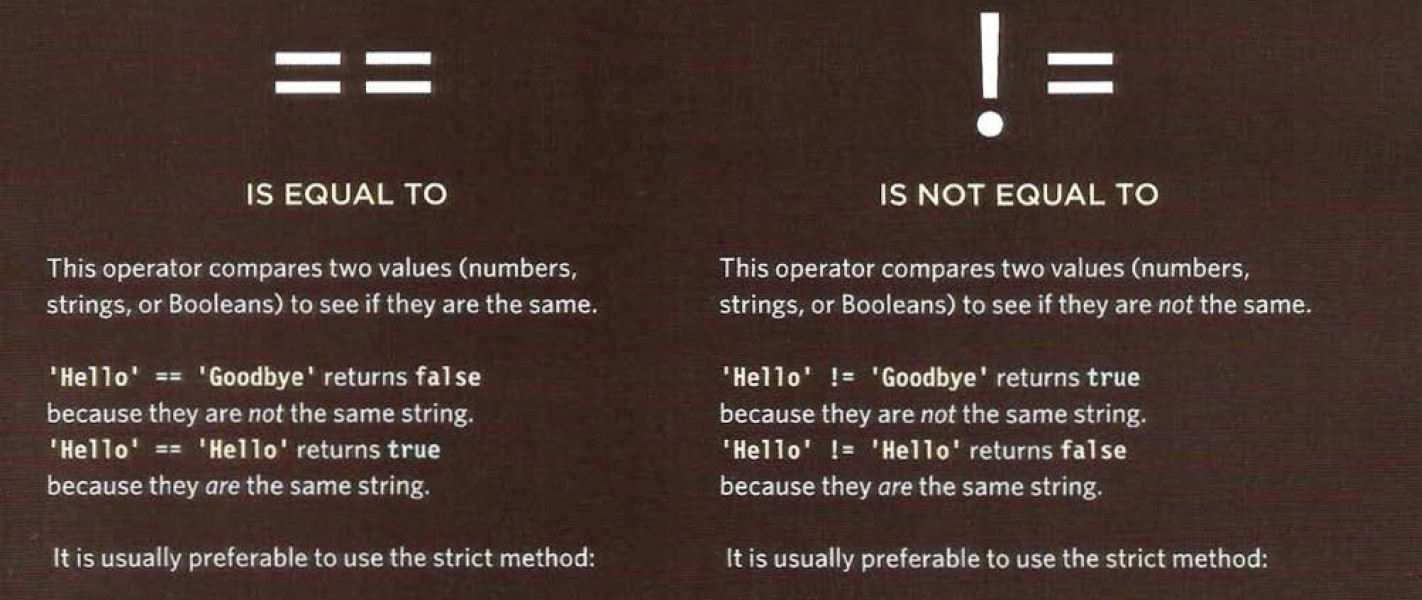 ==
IS EQUAL TO
This operator compares two values (numbers,
strings, or Booleans) to see if they are the same.
'Hello' == 'Goodbye' returns false
because they are not the same string.
'Hello' == 'Hello' returns true
because they are the same string.
It is usually preferable to use the strict method:
!=
IS NOT EQUAL TO
This operator compares two values (numbers,
strings, or Booleans) to see if they are not the same.
'Hello' != 'Goodbye' returns true
because they are not the same string.
'Hello' != 'Hello' returns false
because they are the same string.
It is usually preferable to use the strict method: